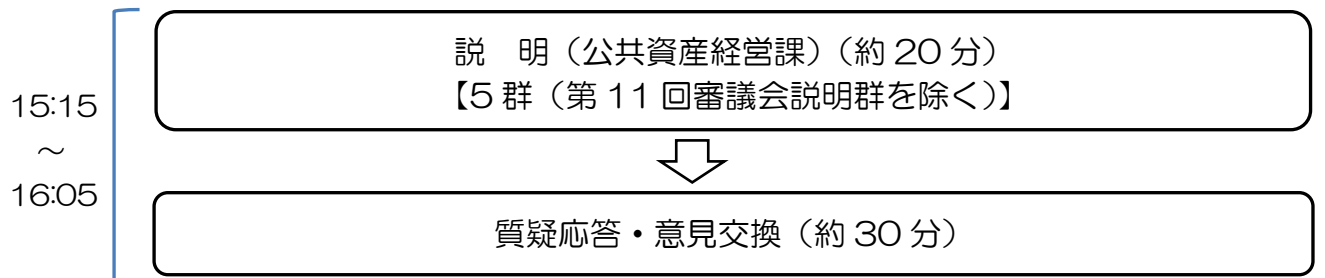 15:15
～
16:05
説　明（公共資産経営課）（約 20 分）
【5 群（第 11 回審議会説明群を除く）】
質疑応答・意見交換（約 30 分）